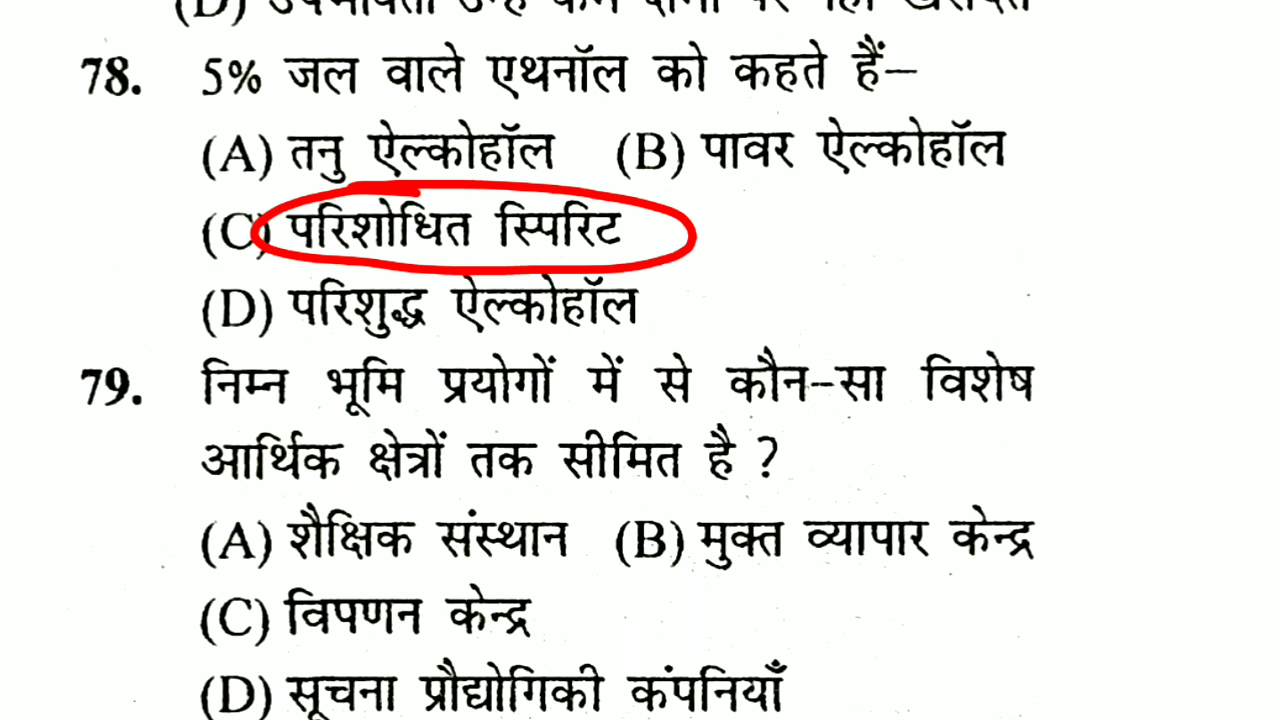 78. 5% जल वाले एथनॉल को कहते हैं–
(A) तनु ऐल्कोहॉल (B) पावर ऐल्कोहॉल
(C) परिशोधित स्पिरिट
(D) परिशुद्ध ऐल्कोहॉल
79. निम्न भूमि प्रयोगों में से कौन-सा विशेष
आर्थिक क्षेत्रों तक सीमित है ?
(A) शैक्षिक संस्थान (B) मुक्त व्यापार केन्द्र
(C) विपणन केन्द्र
(D) सूचना प्रौद्योगिकी कंपनियाँ